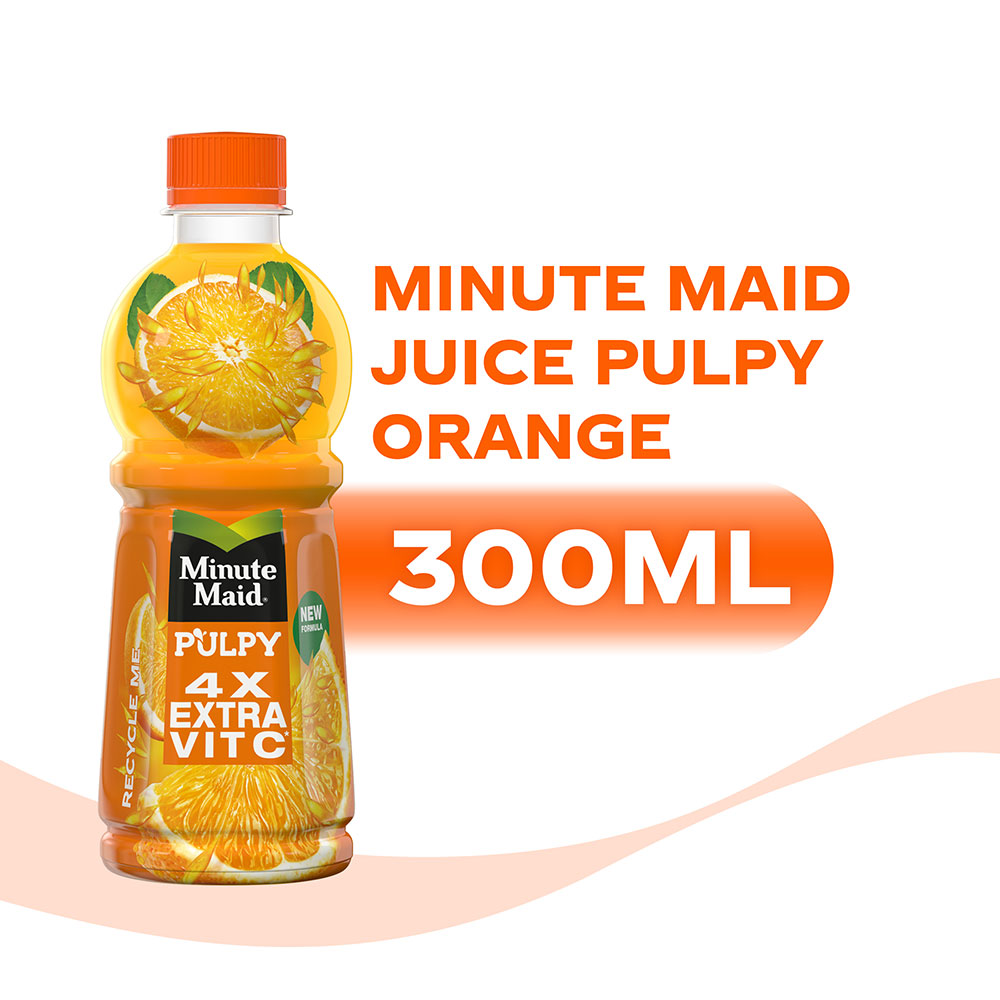 MINUTE MAID
JUICE PULPY
ORANGE
300ML
Minute
Maid®
PULPY
4X
EXTRA
VIT C*
NEW
FORMULA
RECYCLE ME